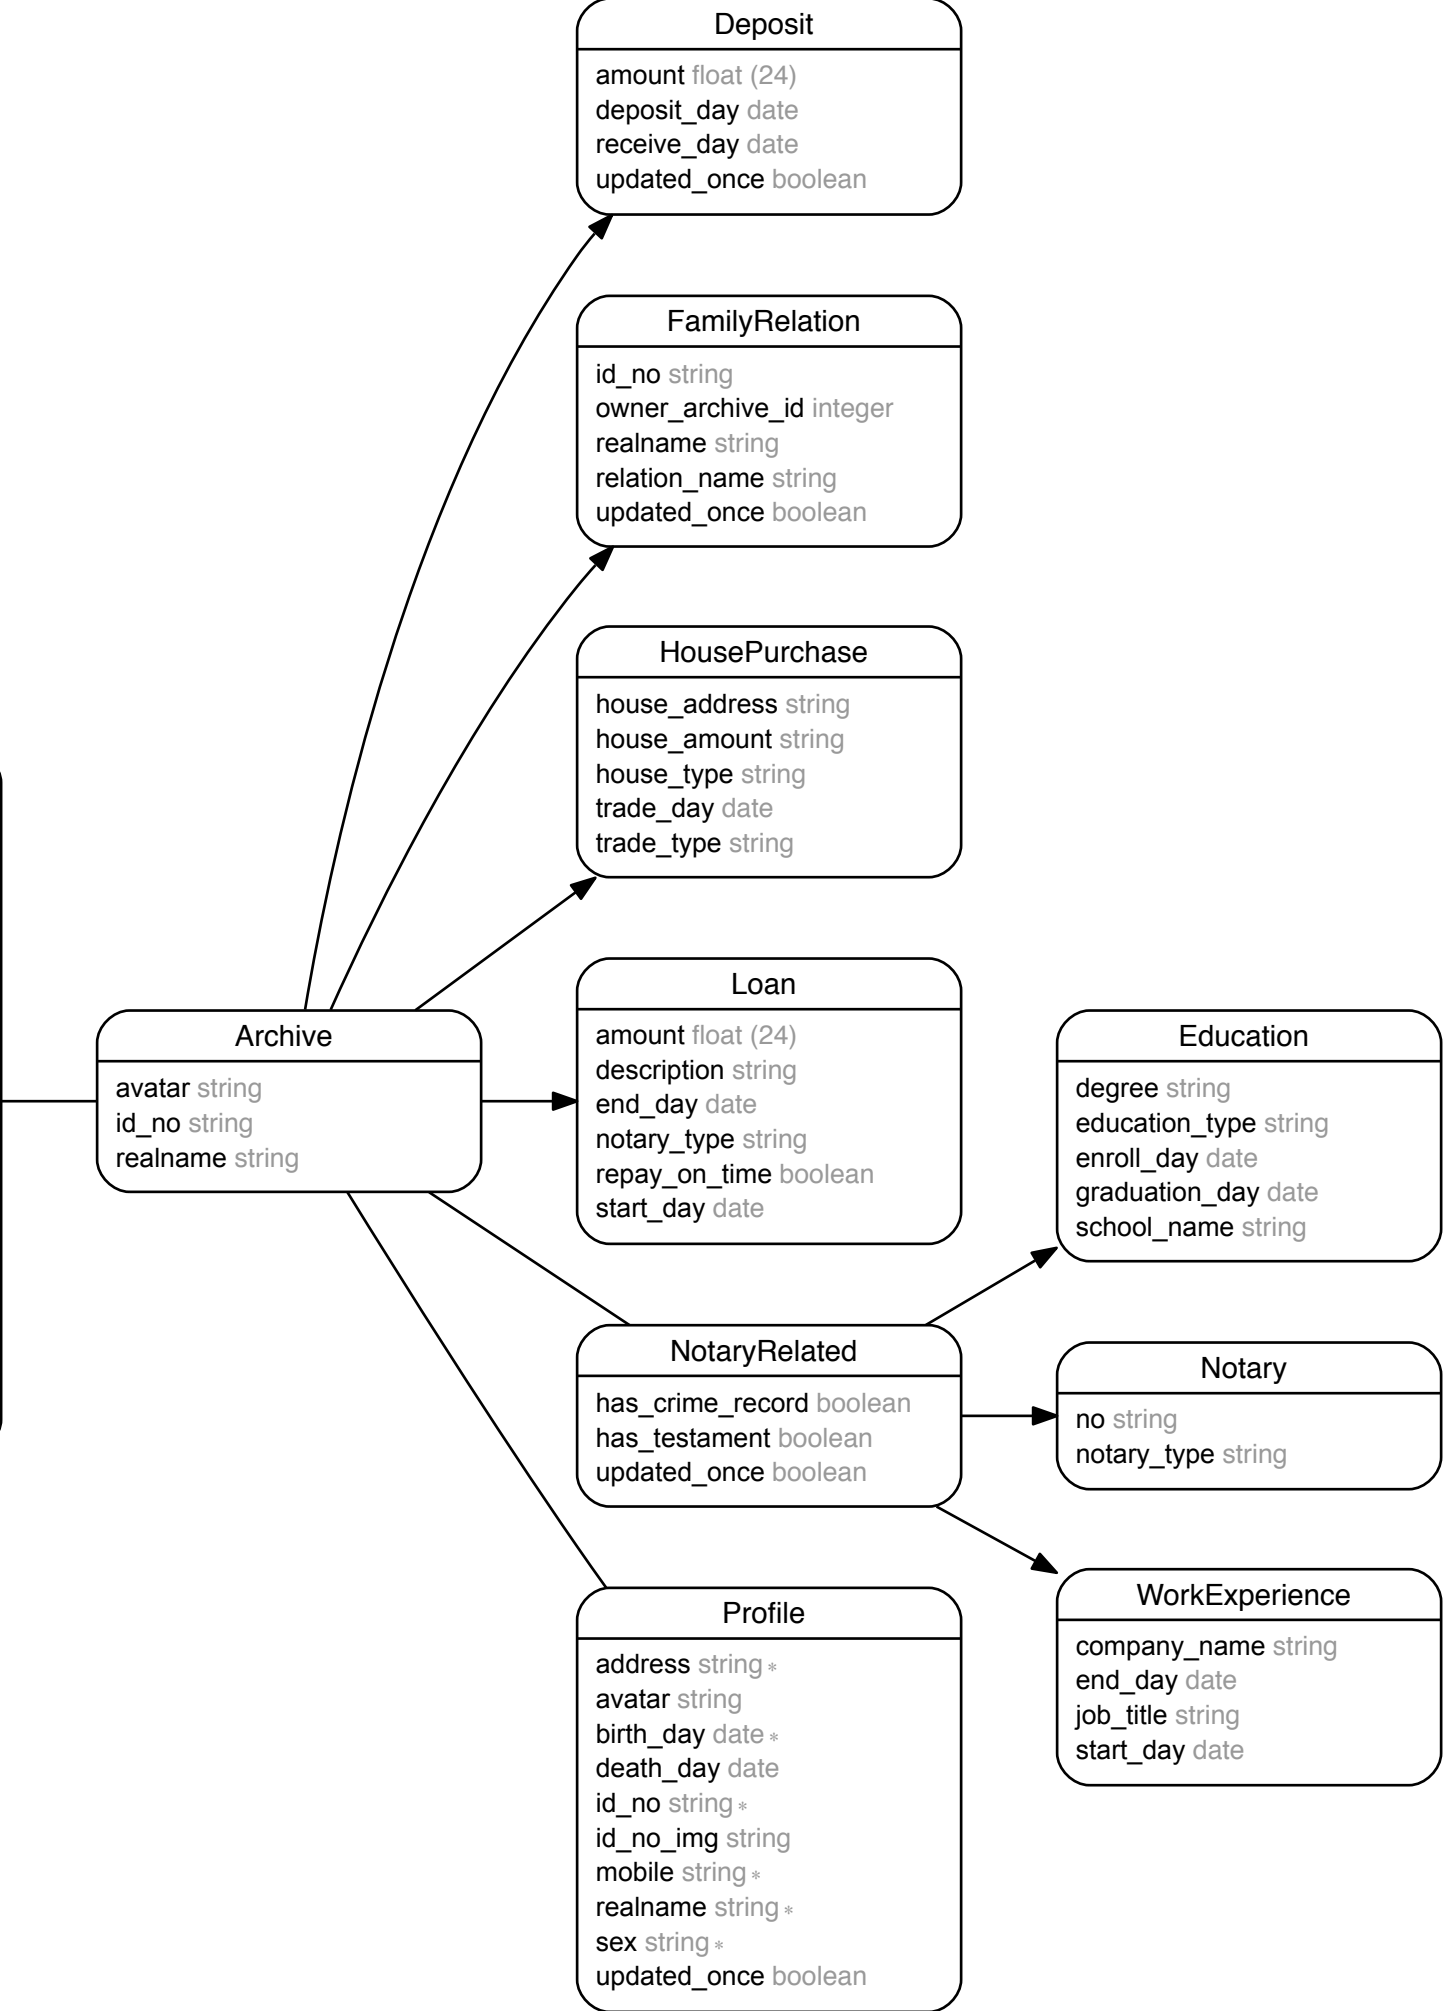 Deposit
amount float (24)
deposit_day date
receive_day date
updated_once boolean
FamilyRelation
id_no string
owner_archive_id integer
realname string
relation_name string
updated_once boolean
HousePurchase
house_address string
house_amount string
house_type string
trade_day date
trade_type string
Archive
avatar string
id_no string
realname string
Loan
amount float (24)
description string
end_day date
notary_type string
repay_on_time boolean
start_day date
Education
degree string
education_type string
enroll_day date
graduation_day date
school_name string
NotaryRelated
has_crime_record boolean
has_testament boolean
updated_once boolean
Notary
no string
notary_type string
WorkExperience
company_name string
end_day date
job_title string
start_day date
Profile
address string *
avatar string
birth_day date *
death_day date
id_no string *
id_no_img string
mobile string *
realname string *
sex string *
updated_once boolean